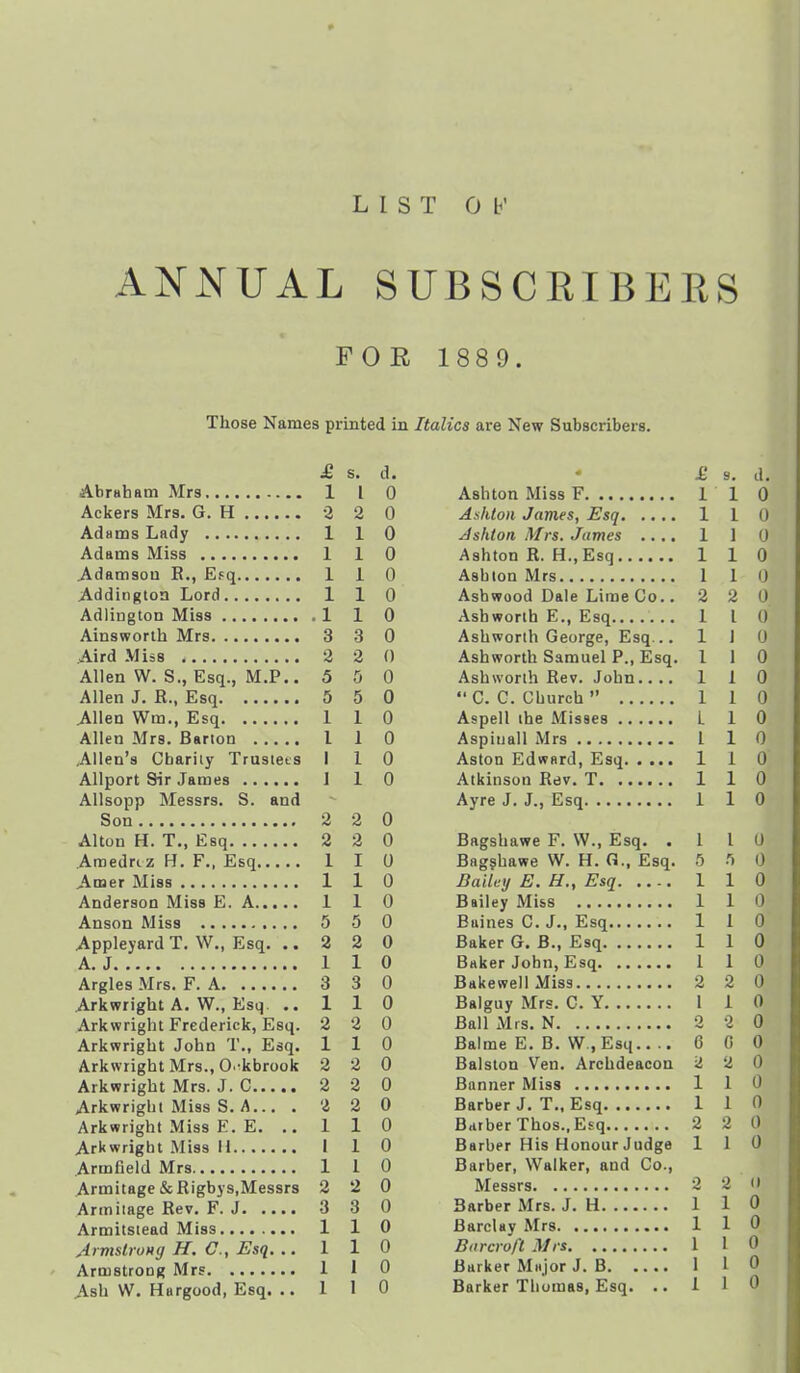 LIST OF
ANNUAL SUBSCRIBERS
FOR 1889.
Those Names printed in Italics are New Subscribers.
£ s. d.
Abraham Mrs.......... 1 1 0
Ackers Mrs. G. H ...... 2 2 0
Adams Lady .......... 1 1 0
Adams Miss .......... 1 1 0
Adamson R., Esq....... 1 1 0
Addington Lord........ 1 1 0
Adlington Miss ........ 1 1 0
Ainsworth Mrs......... 3 3 0
Aird Miss ............ 2 2 0
Allen W. S., Esq., M.P.. 5 5 0
Allen J. R., Esq. ...... 5 5 0
Allen Wm., Esq. ...... 1 1 0
Allen Mrs. Barton ..... 1 1 0
Allen's Charity Trustees 1 1 0
Allport Sir James ...... 1 1 0
Allsopp Messrs. S. and
Son ................ 2 2 0
Alton H. T., Esq....... 2 2 0
Amedroz H. F., Esq..... 1 1 0
Amer Miss ............ 1 1 0
Anderson Miss E. A..... 1 1 0
Anson Miss .......... 5 5 0
Appleyard T. W., Esq. .. 2 2 0
A. J. ................ 1 1 0
Argles Mrs. F. A. ...... 3 3 0
Arkwright A. W., Esq. .. 1 1 0
Arkwright Frederick, Esq. 2 2 0
Arkwright John T., Esq. 1 1 0
Arkwright Mrs., Oakbrook 2 2 0
Arkwright Mrs. J. C..... 2 2 0
Arkwright Miss S. A.... . 2 2 0
Arkwright Miss E. E. .. 1 1 0
Arkwright Miss H....... 1 1 0
Armfield Mrs........... 1 1 0
Armitage & Rigbys, Messrs 2 2 0
Armitage Rev. F. J. .... 3 3 0
Armitstead Miss........ 1 1 0
Armstrong H. C., Esq. .. 1 1 0
Armstrong Mrs. ....... 1 1 0
Ash W. Hargood, Esq. .. 1 1 0
£ s. d.
Ashton Miss F. ........ 1 1 0
Ashton James, Esq. .... 1 1 0
Ashton Mrs. James .... 1 1 0
Ashton R. H., Esq...... 1 1 0
Ashton Mrs............ 1 1 0
Ashwood Dale Lime Co.. 2 2 0
Ashworth E., Esq....... 1 1 0
Ashworth George, Esq... 1 1 0
Ashworth Samuel P., Esq. 1 1 0
Ashworth Rev. John.... 1 1 0
"C. C. Church" ...... 1 1 0
Aspell the Misses ...... 1 1 0
Aspinall Mrs .......... 1 1 0
Aston Edward, Esq..... 1 1 0
Atkinson Rev. T. ...... 1 1 0
Ayre J. J., Esq. ........ 1 1 0
Bagshawe F. W., Esq. . 1 1 0
Bagshawe W. H. G., Esq. 5 5 0
Bailey E. H., Esq. .... 1 1 0
Bailey Miss .......... 1 1 0
Baines C. J., Esq....... 1 1 0
Baker G. B., Esq. ...... 1 1 0
Baker John, Esq. ...... 1 1 0
Bakewell Miss.......... 2 2 0
Balguy Mrs. C. Y....... 1 1 0
Ball Mrs. N. .......... 2 2 0
Balme E. B. W., Esq.... 6 6 0
Balston Ven. Archdeacon 2 2 0
Banner Miss .......... 1 1 0
Barber J. T., Esq....... 1 1 0
Barber Thos., Esq....... 2 2 0
Barber His Honour Judge 1 1 0
Barber, Walker, and Co.,
Messrs. ............ 2 2 0
Barber Mrs. J. H....... 1 1 0
Barclay Mrs. .......... 1 1 0
Barcroft Mrs. ........ 1 1 0
Barker Major J. B. .... 1 1 0
Barker Thomas, Esq. .. 1 1 0